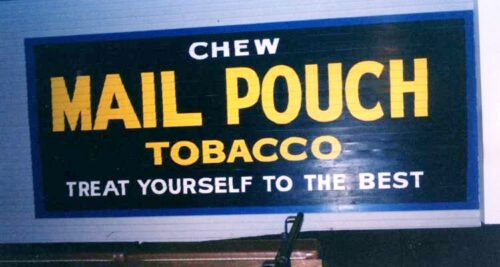 CHEW
MAIL POUCH
TOBACCO
TREAT YOURSELF TO THE BEST